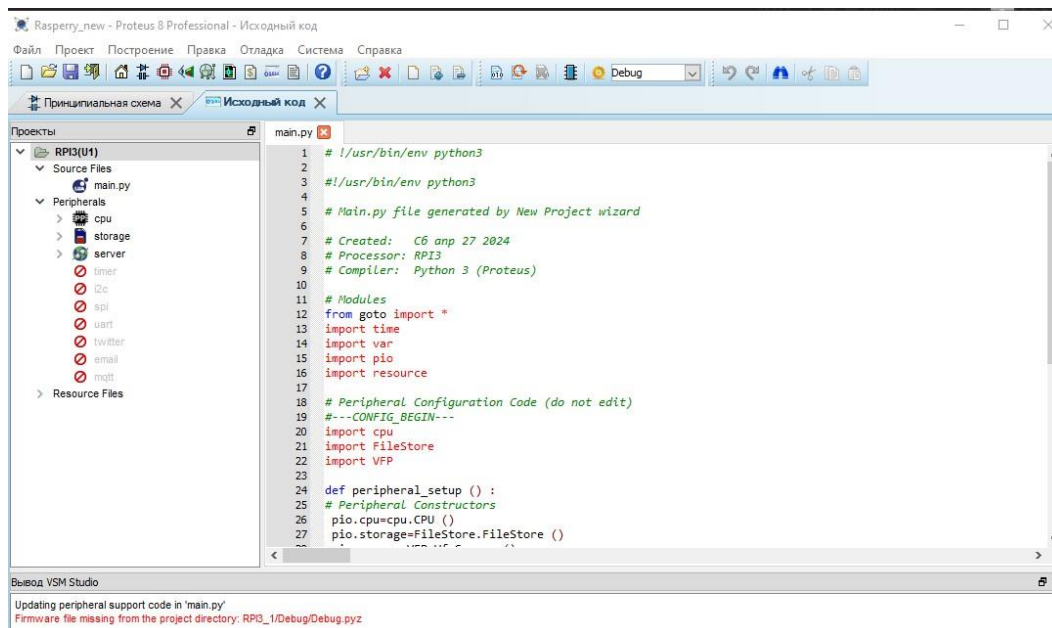 Rasperry_new - Proteus 8 Professional - Исходный код
Файл Проект Построение Правка Отладка Система Справка
Debug
Принципиальная схема
Исходный код
Проекты
main.py
RPI3(U1)
Source Files
main.py
Peripherals
cpu
storage
server
timer
i2c
spi
uart
twitter
email
mqtt
Resource Files
1 # !/usr/bin/env python3
2
3 #!/usr/bin/env python3
4
5 # Main.py file generated by New Project wizard
6
7 # Created: Сб апр 27 2024
8 # Processor: RPI3
9 # Compiler: Python 3 (Proteus)
10
11 # Modules
12 from goto import *
13 import time
14 import var
15 import pio
16 import resource
17
18 # Peripheral Configuration Code (do not edit)
19 #---CONFIG_BEGIN---
20 import cpu
21 import FileStore
22 import VFP
23
24 def peripheral_setup () :
25 # Peripheral Constructors
26 pio.cpu=cpu.CPU ()
27 pio.storage=FileStore.FileStore ()
Вывод VSM Studio
Updating peripheral support code in 'main.py'
Firmware file missing from the project directory: RPI3_1/Debug/Debug.pyz